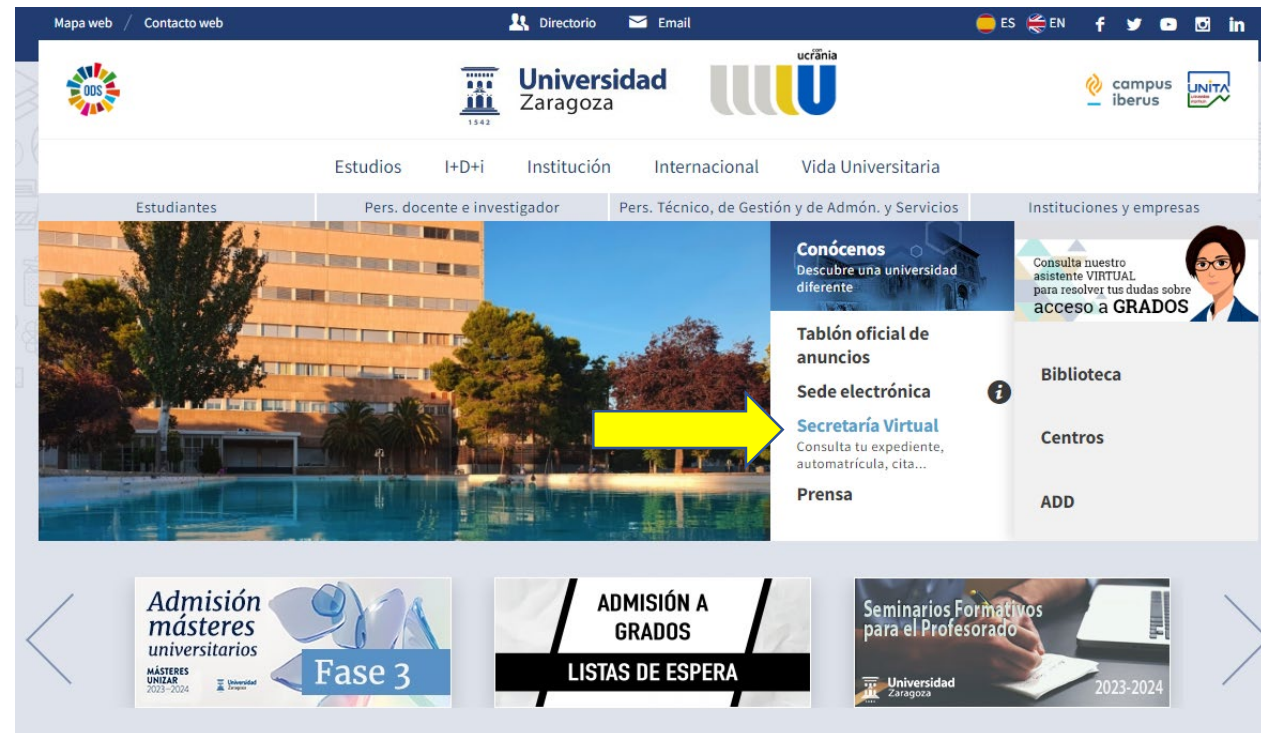 Mapa web / Contacto web
Directorio
Email
ES
EN
ODS
1542
Universidad
Zaragoza
con
ucrania
campus
iberus
UNITA
Estudios
I+D+i
Institución
Internacional
Vida Universitaria
Estudiantes
Pers. docente e investigador
Pers. Técnico, de Gestión y de Admón. y Servicios
Instituciones y empresas
Conócenos
Descubre una universidad
diferente
Tablón oficial de
anuncios
Sede electrónica
Secretaría Virtual
Consulta tu expediente,
automatrícula, cita...
Prensa
Consulta nuestro
asistente VIRTUAL
para resolver tus dudas sobre
acceso a GRADOS
Biblioteca
Centros
ADD
Admisión
másteres
universitarios
MÁSTERES
UNIZAR
2023-2024
Universidad
Zaragoza
Fase 3
ADMISIÓN A
GRADOS
LISTAS DE ESPERA
Seminarios Formativos
para el Profesorado
Universidad
Zaragoza
2023-2024